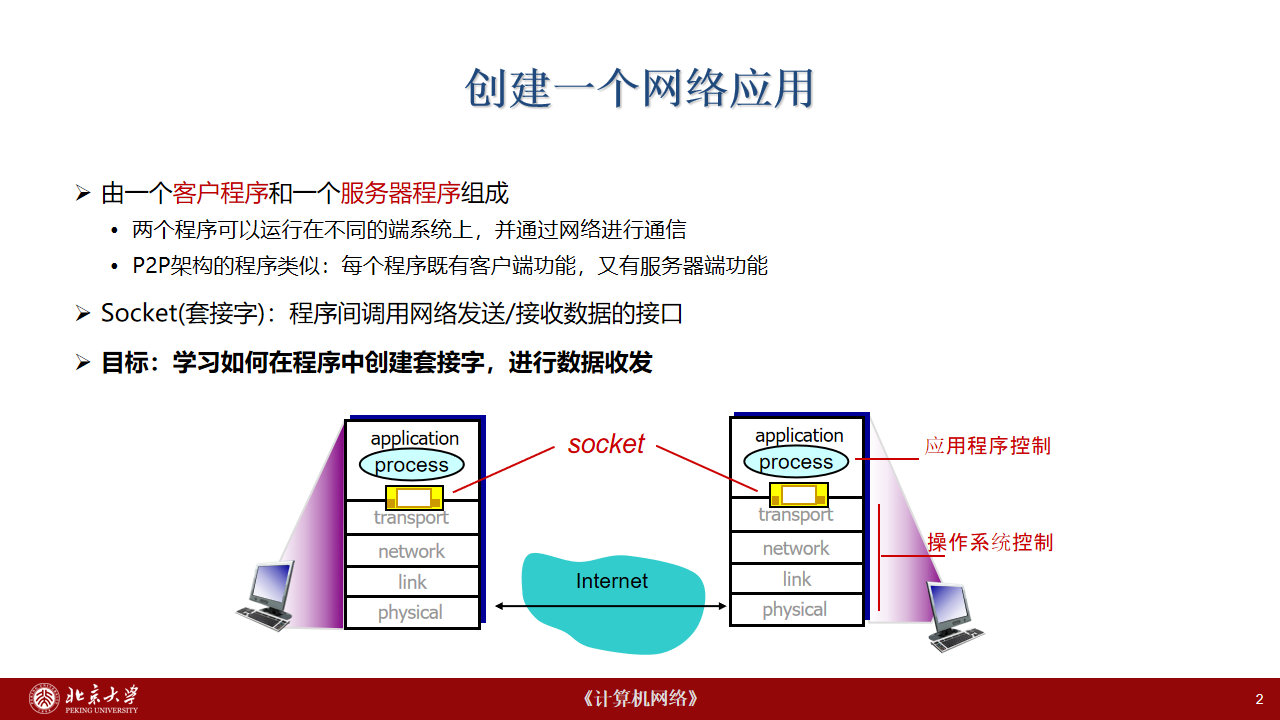 创建一个网络应用
由一个客户程序和一个服务器程序组成
两个程序可以运行在不同的端系统上，并通过网络进行通信
P2P架构的程序类似：每个程序既有客户端功能，又有服务器端功能
Socket(套接字)：程序间调用网络发送/接收数据的接口
目标：学习如何在程序中创建套接字，进行数据收发
application
process
transport
network
link
physical
socket
Internet
application
process
transport
network
link
physical
应用程序控制
操作系统控制
北京大学
PEKING UNIVERSITY
《计算机网络》
2